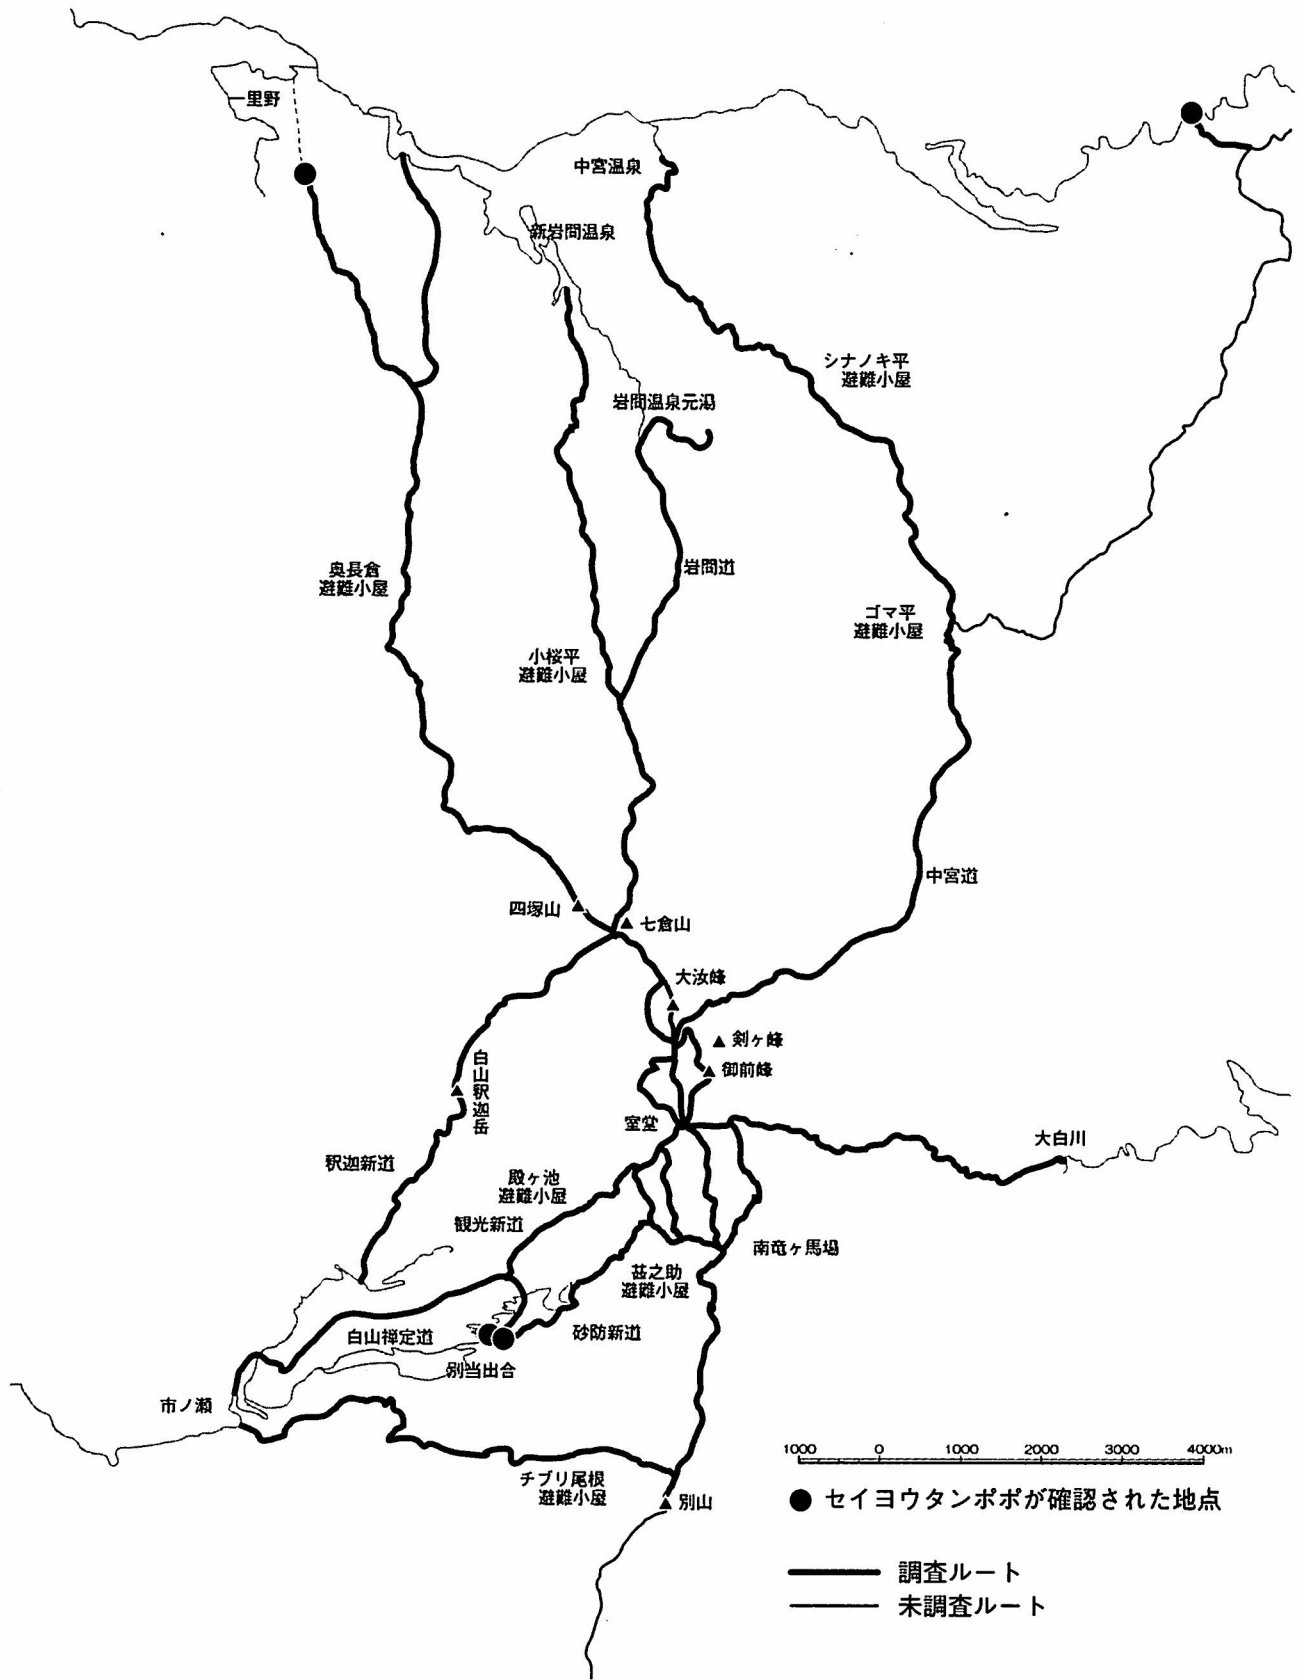 一里野
中宮温泉
新岩間温泉
シナノキ平
避難小屋
岩間温泉元湯
奥長倉
避難小屋
岩間道
ゴマ平
避難小屋
小桜平
避難小屋
中宮道
四塚山
七倉山
大汝峰
剣ヶ峰
御前峰
白山釈迦岳
室堂
大白川
釈迦新道
殿ヶ池
避難小屋
観光新道
南竜ヶ馬場
甚之助
避難小屋
砂防新道
白山禅定道
別当出合
市ノ瀬
チブリ尾根
避難小屋
別山
1000 0 1000 2000 3000 4000m
セイヨウタンポポが確認された地点
調査ルート
未調査ルート